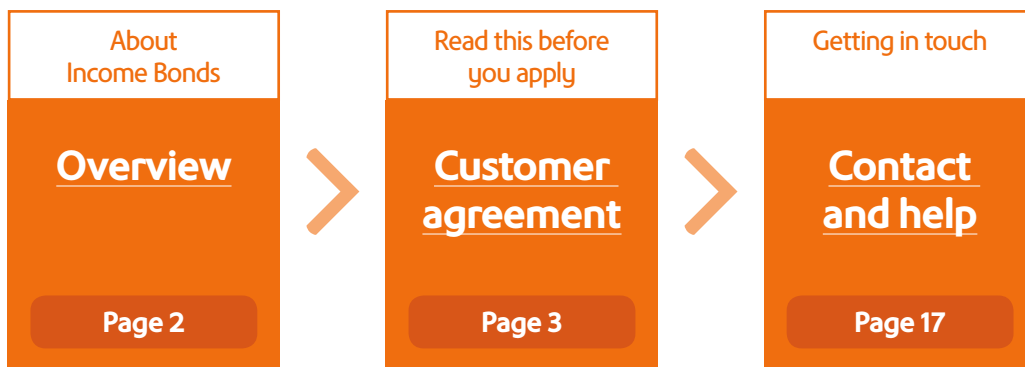 About
Income Bonds
Overview
Page 2
Read this before
you apply
Customer
agreement
Page 3
Getting in touch
Contact
and help
Page 17